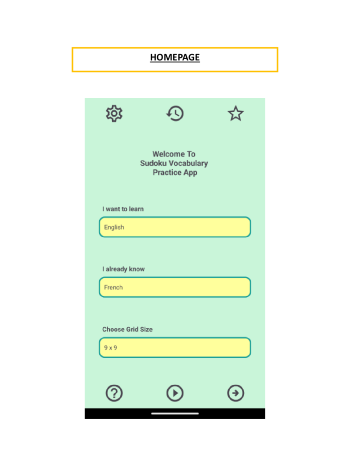 HOMEPAGE
Welcome To
Sudoku Vocabulary
Practice App
I want to learn
English
I already know
French
Choose Grid Size
9 x 9
?